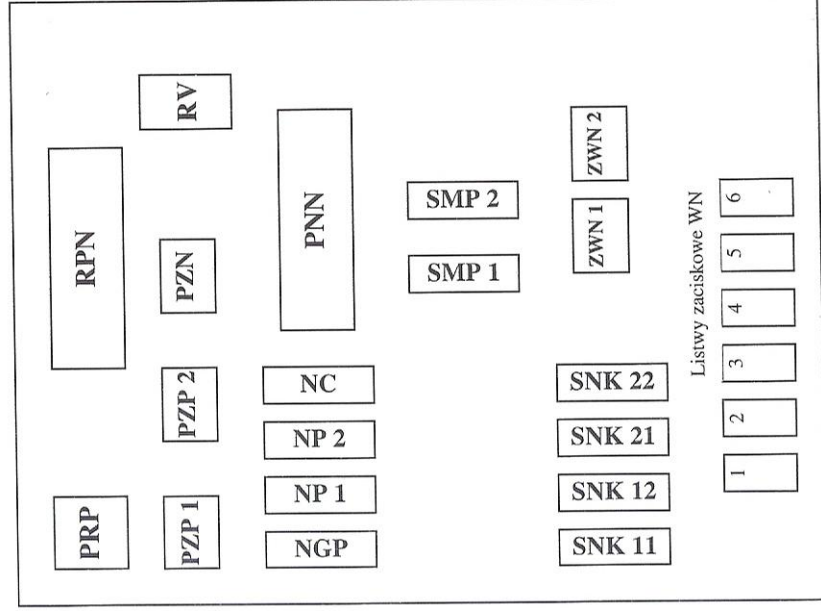 PRP
RPN
PZP 1
PZP 2
PZN
RV
NC
NP 2
NP 1
NGP
PNN
SMP 2
SMP 1
SNK 22
SNK 21
SNK 12
SNK 11
ZWN 1
ZWN 2
Listwy zaciskowe WN
1
2
3
4
5
6